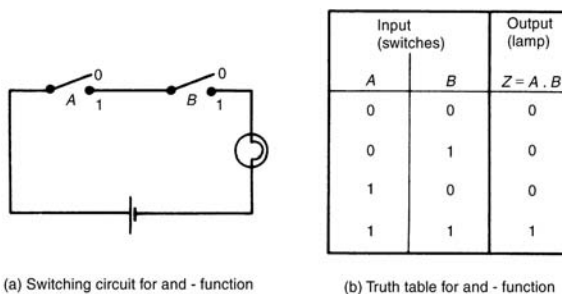 0
A
1
0
B
1
(a) Switching circuit for and - function
Input Output
(switches) (lamp)
A B Z = A . B
0 0 0
0 1 0
1 0 0
1 1 1
(b) Truth table for and - function